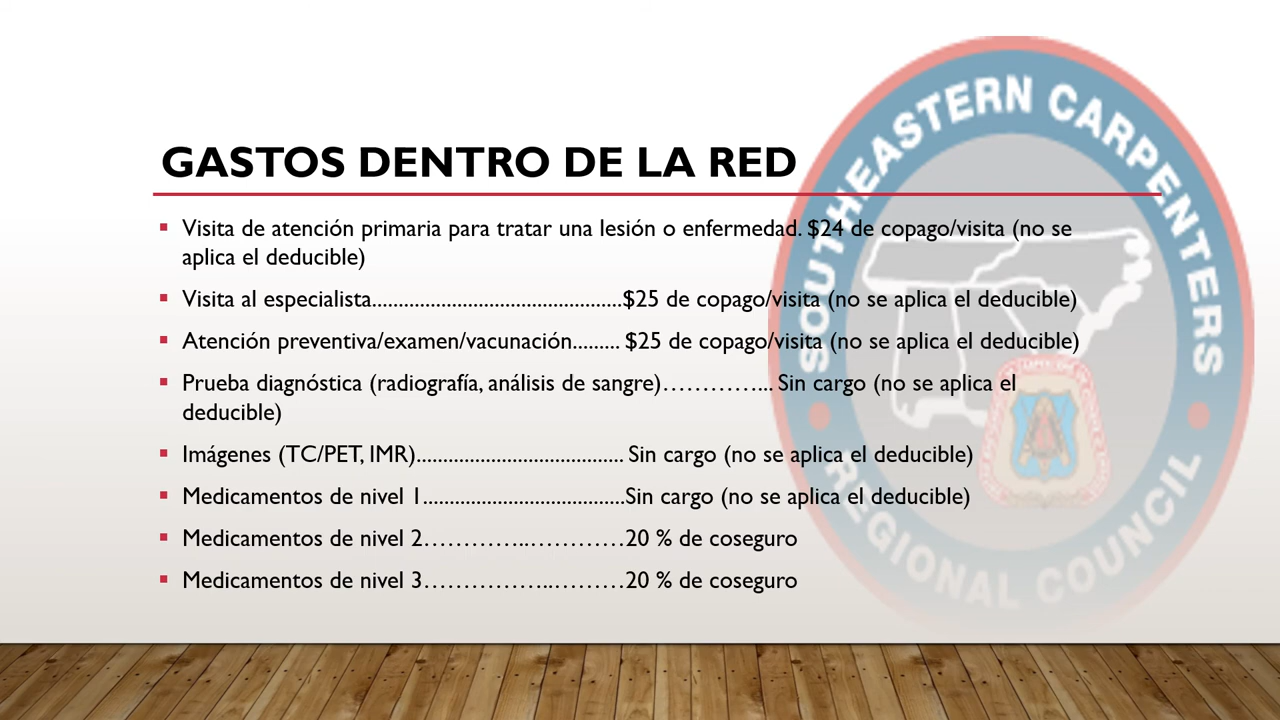 SOUTHEASTERN CARPENTERS
REGIONAL COUNCIL
GASTOS DENTRO DE LA RED
Visita de atención primaria para tratar una lesión o enfermedad. $24 de copago/visita (no se
aplica el deducible)
Visita al especialista................................................$25 de copago/visita (no se aplica el deducible)
Atención preventiva/examen/vacunación......... $25 de copago/visita (no se aplica el deducible)
Prueba diagnóstica (radiografía, análisis de sangre)…………... Sin cargo (no se aplica el
deducible)
Imágenes (TC/PET, IMR)....................................... Sin cargo (no se aplica el deducible)
Medicamentos de nivel 1......................................Sin cargo (no se aplica el deducible)
Medicamentos de nivel 2…………..…………20 % de coseguro
Medicamentos de nivel 3……………..………20 % de coseguro